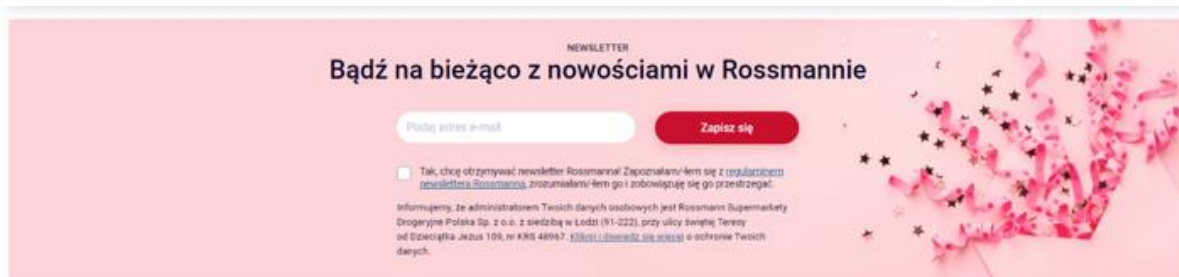 NEWSLETTER
Bądź na bieżąco z nowościami w Rossmannie
Podaj adres e-mail
Zapisz się
Tak, chcę otrzymywać newsletter Rossmanna! Zapoznałam/-łem się z regulaminem
newslettera Rossmanna, zrozumiałam/-łem go i zobowiązuję się go przestrzegać.
Informujemy, że administratorem Twoich danych osobowych jest Rossmann Supermarkety
Drogeryjne Polska Sp. z o.o. z siedzibą w Łodzi (91-222), przy ulicy świętej Teresy
od Dzieciątka Jezus 109, nr KRS 48967. Kliknij i dowiedz się więcej o ochronie Twoich
danych.